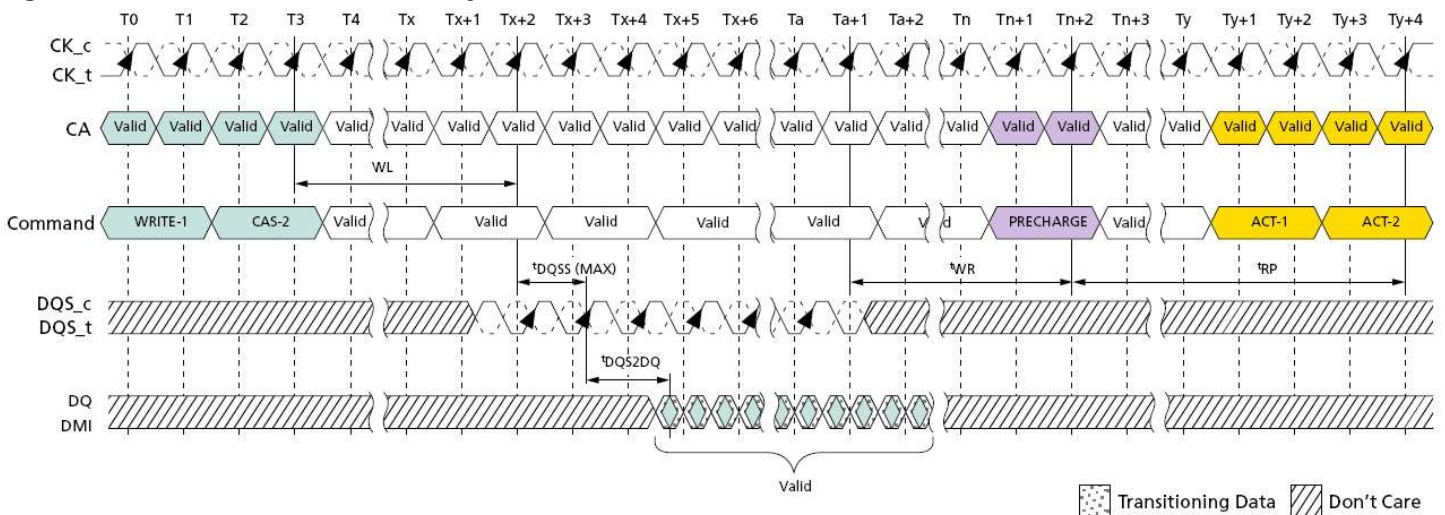 T0 T1 T2 T3 T4 Tx Tx+1 Tx+2 Tx+3 Tx+4 Tx+5 Tx+6 Ta Ta+1 Ta+2 Tn Tn+1 Tn+2 Tn+3 Ty Ty+1 Ty+2 Ty+3 Ty+4
CK_c
CK_t
CA Valid Valid Valid Valid Valid Valid Valid Valid Valid Valid Valid Valid Valid Valid Valid Valid Valid Valid Valid Valid Valid Valid Valid Valid
WL
Command WRITE-1 CAS-2 Valid Valid Valid Valid Valid PRECHARGE Valid ACT-1 ACT-2
tDQSS (MAX) tWR tRP
DQS_c
DQS_t
tDQS2DQ
DQ
DMI
Valid
Transitioning Data Don't Care